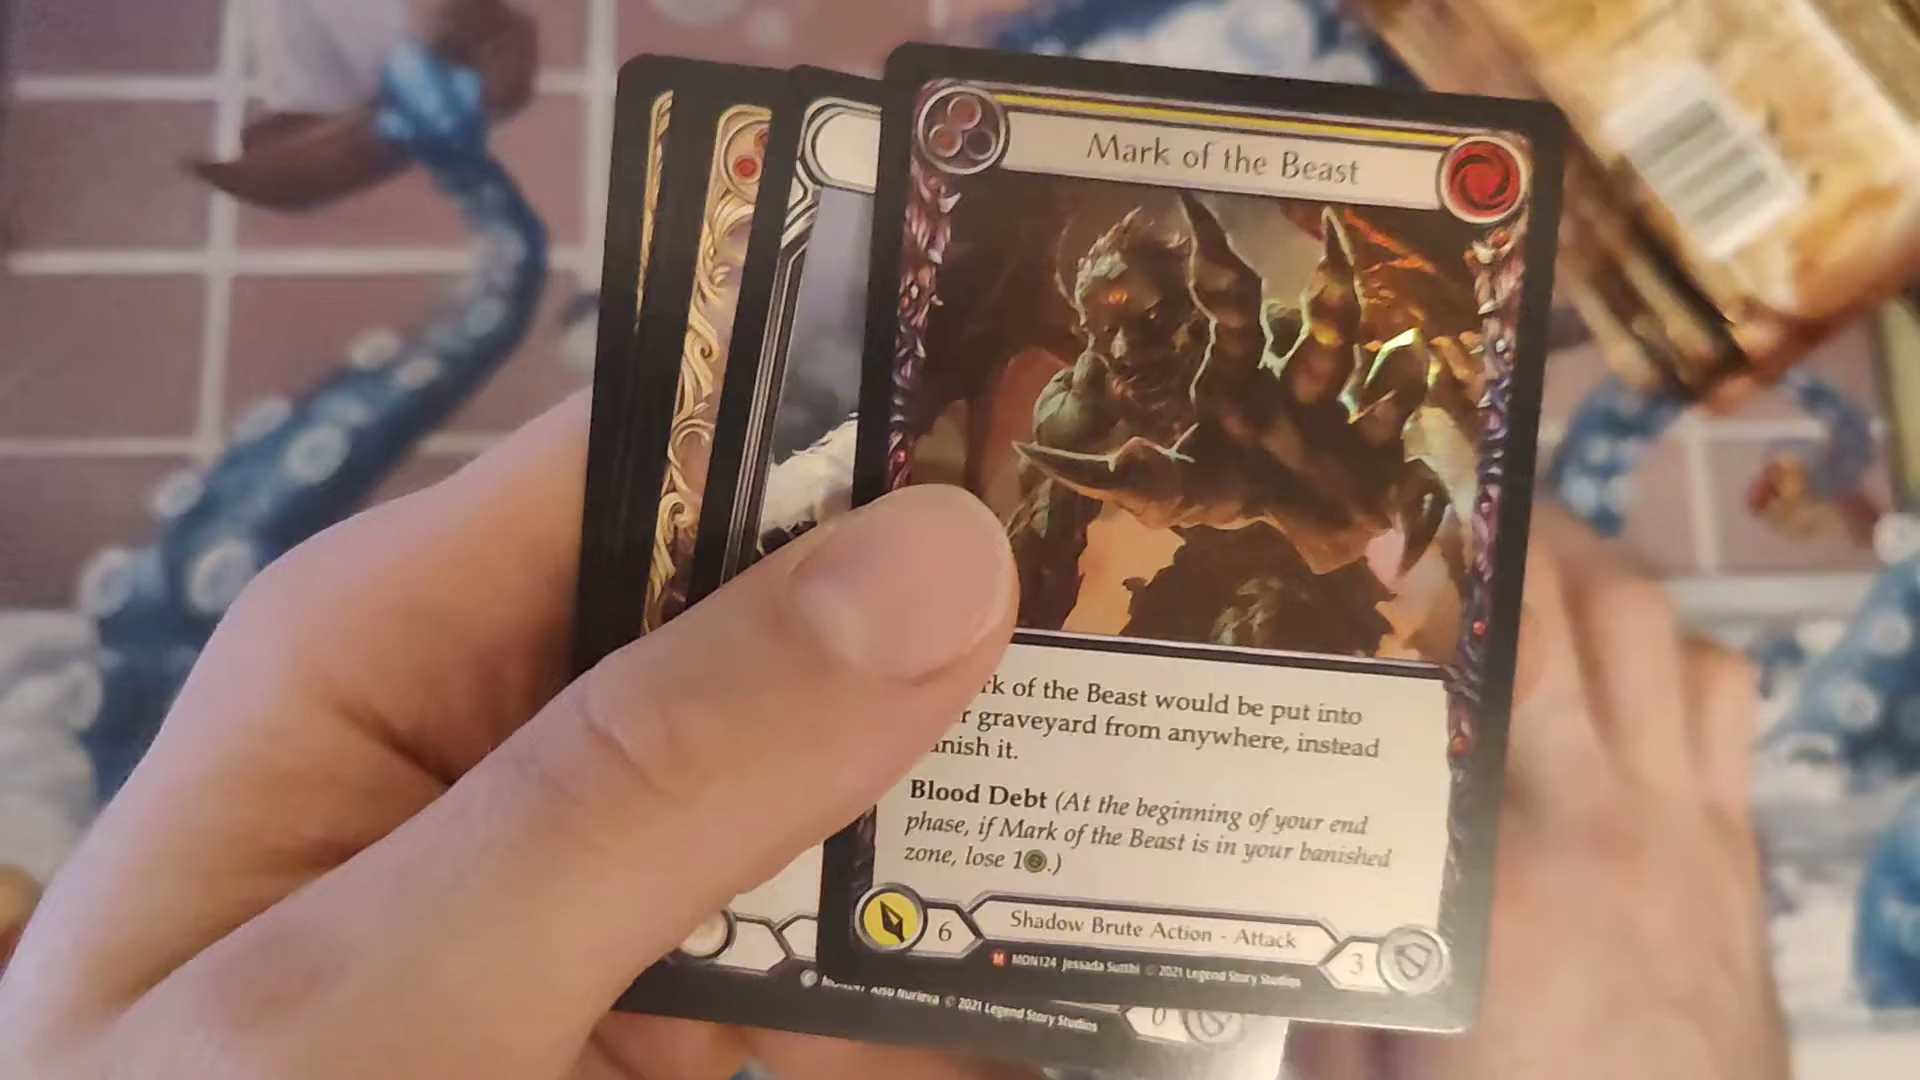 Mark of the Beast
rk of the Beast would be put into
r graveyard from anywhere, instead
nish it.
Blood Debt (At the beginning of your end
phase, if Mark of the Beast is in your banished
zone, lose 1 .)
6
Shadow Brute Action - Attack
3
M MON124 Jessada Sutthi © 2021 Legend Story Studios
Nurieva © 2021 Legend Story Studios
0